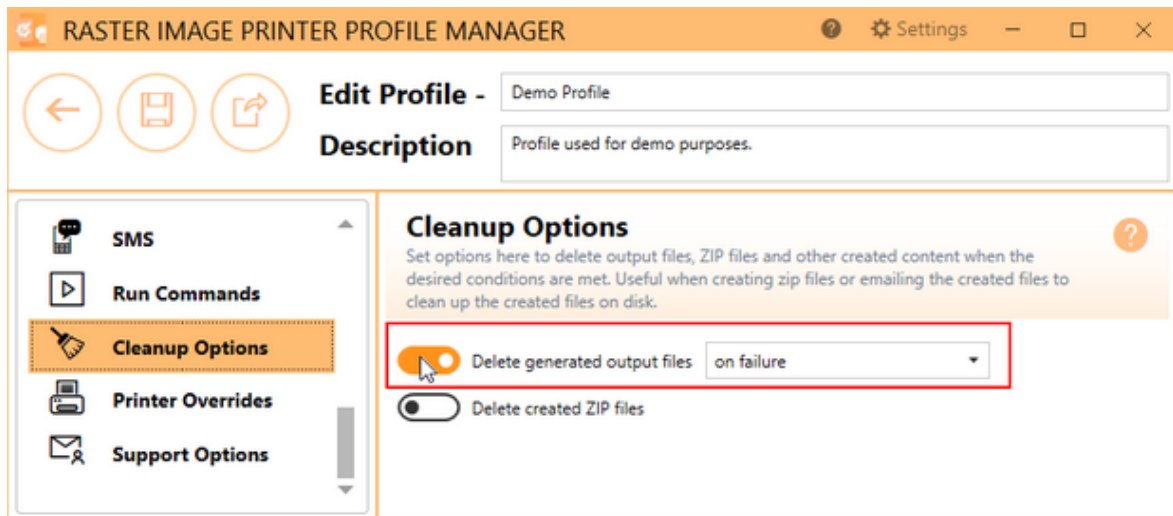 RASTER IMAGE PRINTER PROFILE MANAGER
? Settings
Edit Profile - Demo Profile
Description Profile used for demo purposes.
SMS
Run Commands
Cleanup Options
Printer Overrides
Support Options
Cleanup Options
?
Set options here to delete output files, ZIP files and other created content when the
desired conditions are met. Useful when creating zip files or emailing the created files to
clean up the created files on disk.
Delete generated output files on failure
Delete created ZIP files